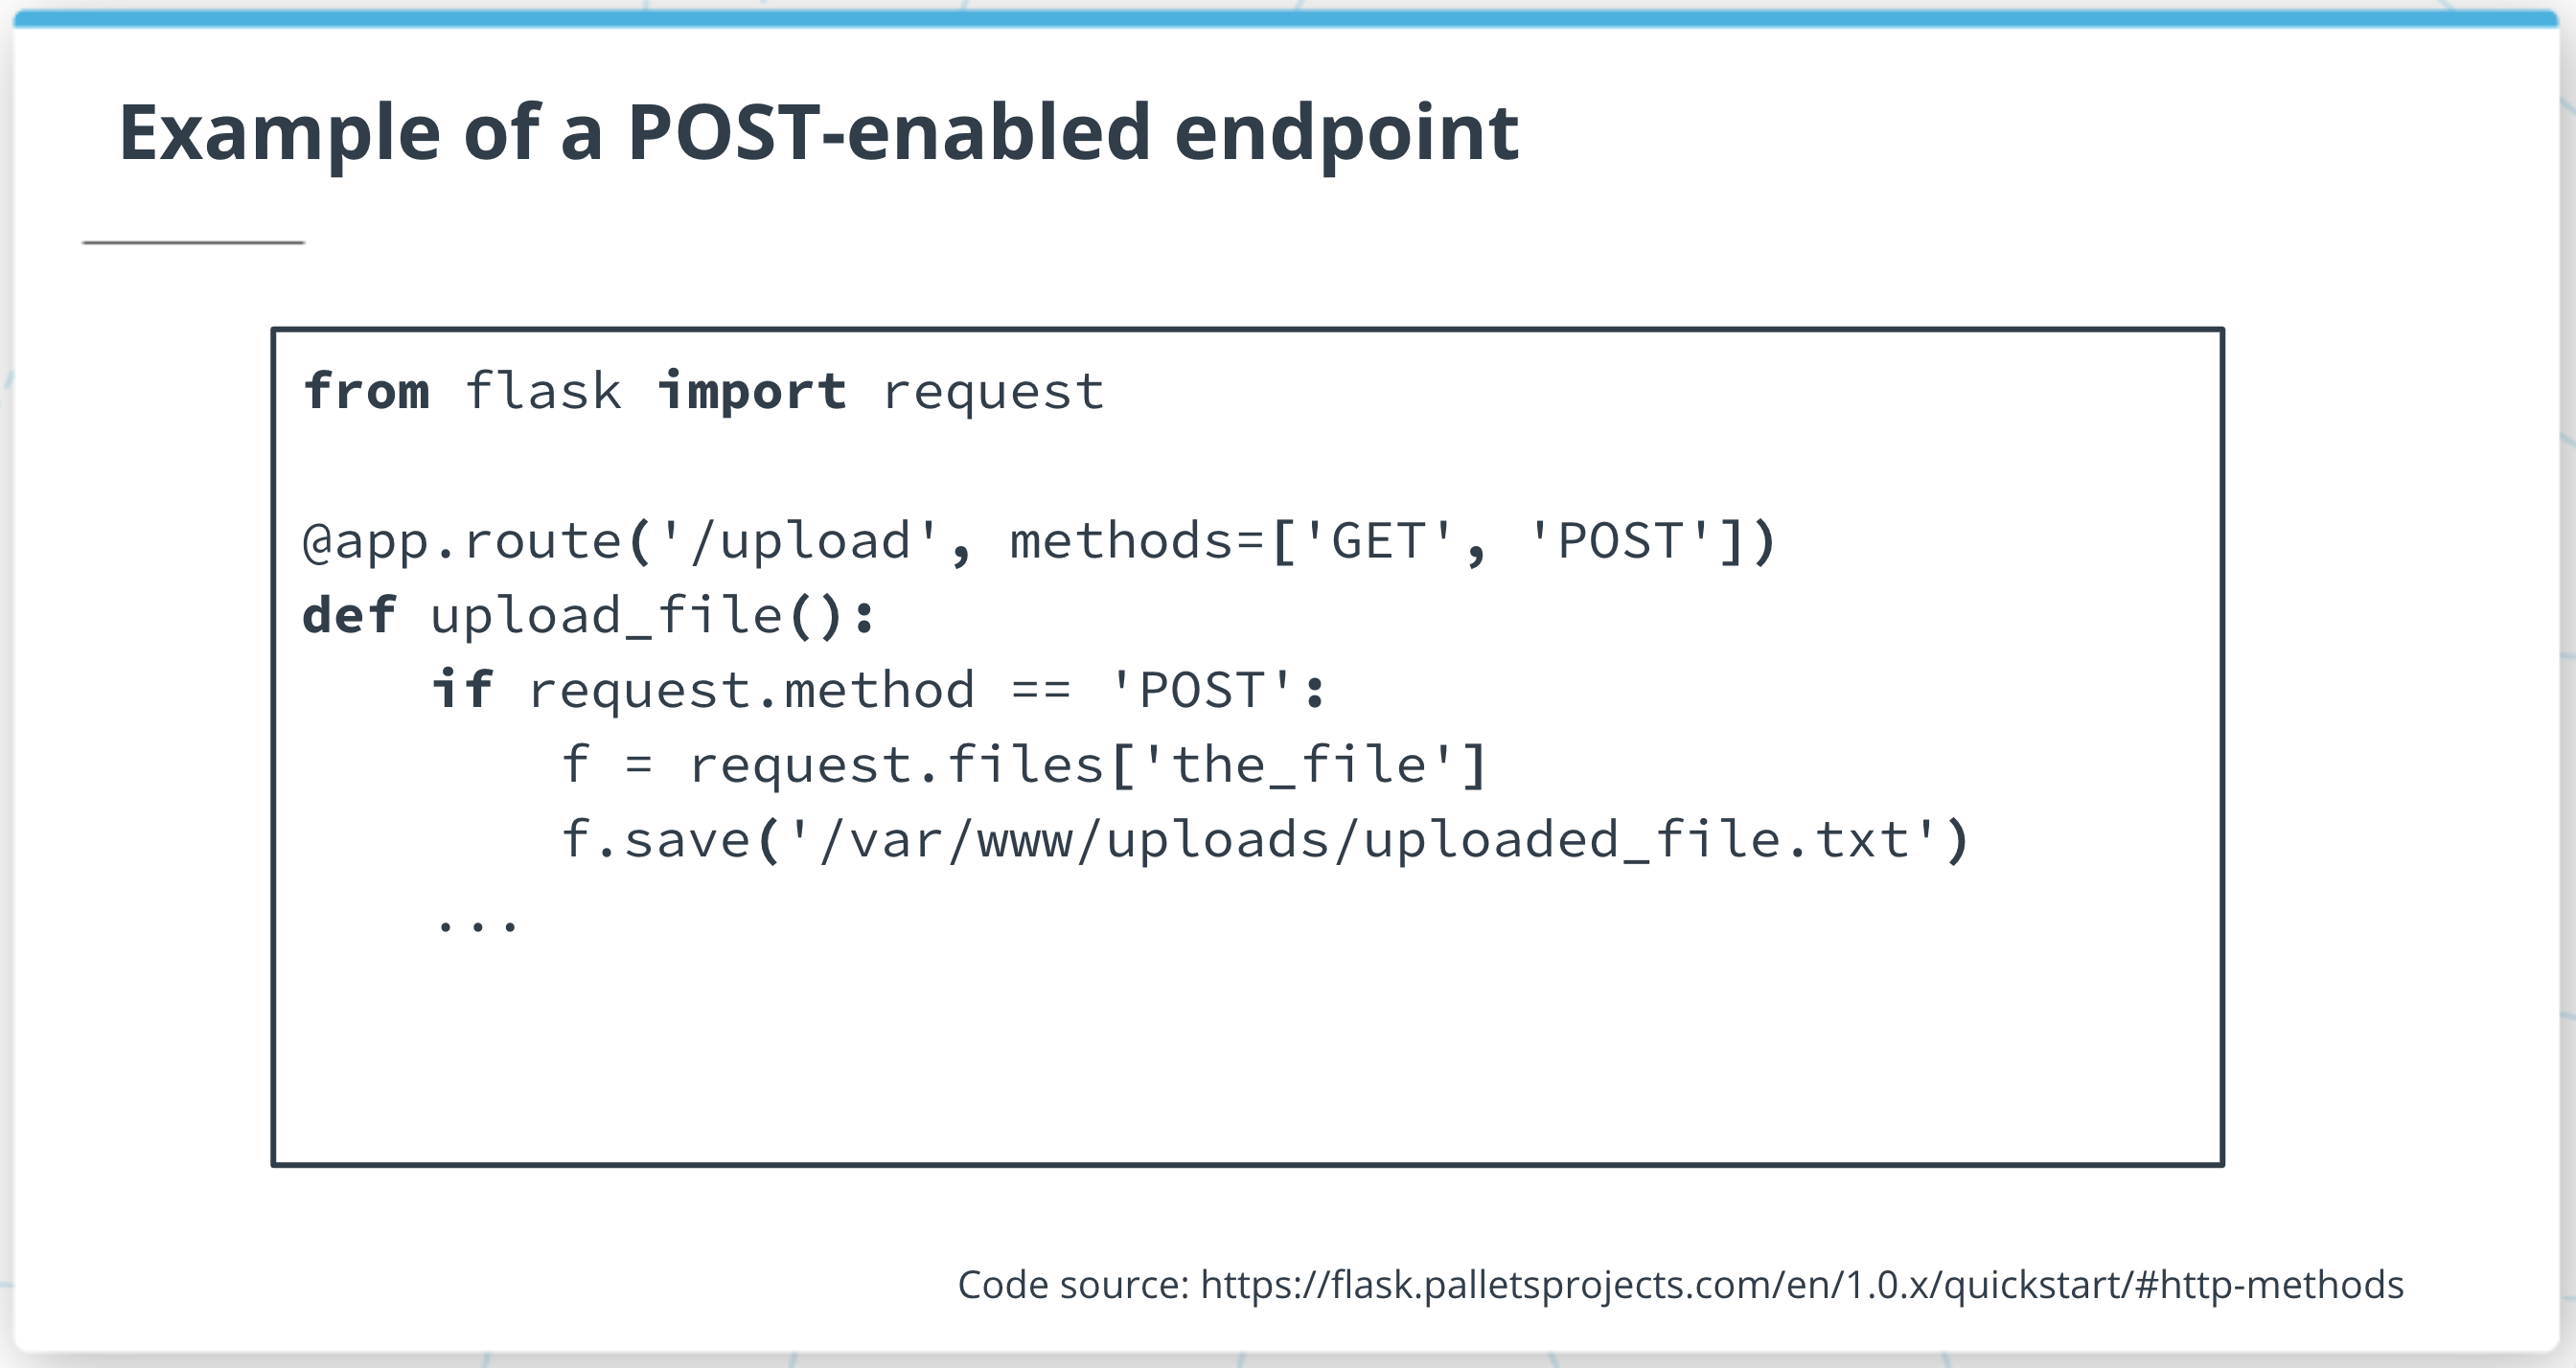 Example of a POST-enabled endpoint
from flask import request
@app.route('/upload', methods=['GET', 'POST'])
def upload_file():
    if request.method == 'POST':
        f = request.files['the_file']
        f.save('/var/www/uploads/uploaded_file.txt')
    ...
Code source: https://flask.palletsprojects.com/en/1.0.x/quickstart/#http-methods